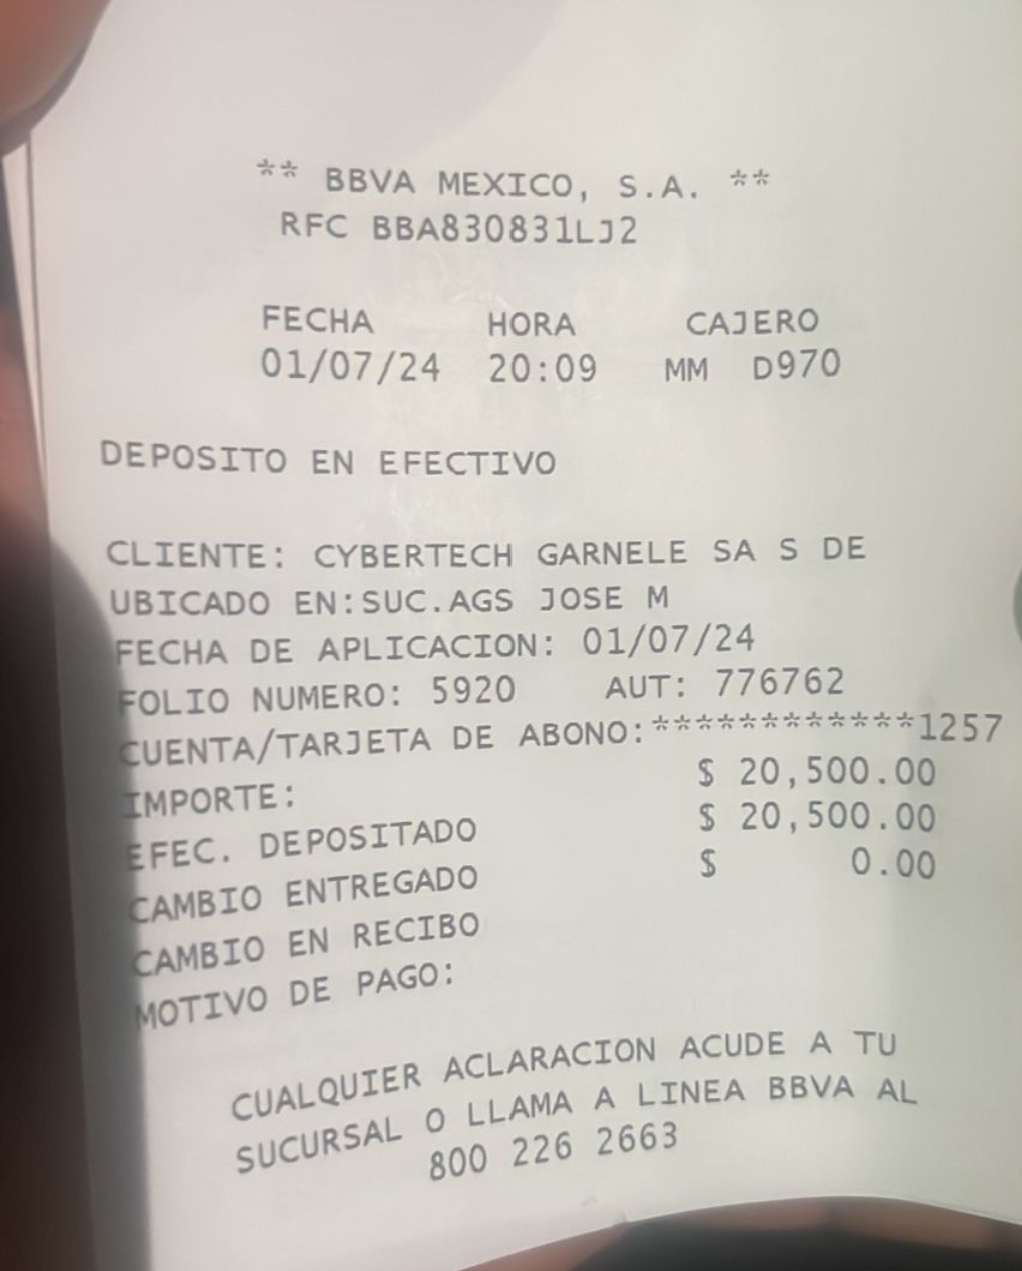 ** BBVA MEXICO, S.A. **
RFC BBA830831LJ2
FECHA HORA CAJERO
01/07/24 20:09 MM D970
DEPOSITO EN EFECTIVO
CLIENTE: CYBERTECH GARNELE SA S DE
UBICADO EN:SUC.AGS JOSE M
FECHA DE APLICACION: 01/07/24
FOLIO NUMERO: 5920 AUT: 776762
CUENTA/TARJETA DE ABONO:************1257
IMPORTE: $ 20,500.00
EFEC. DEPOSITADO $ 20,500.00
CAMBIO ENTREGADO $ 0.00
CAMBIO EN RECIBO
MOTIVO DE PAGO:
CUALQUIER ACLARACION ACUDE A TU
SUCURSAL O LLAMA A LINEA BBVA AL
800 226 2663